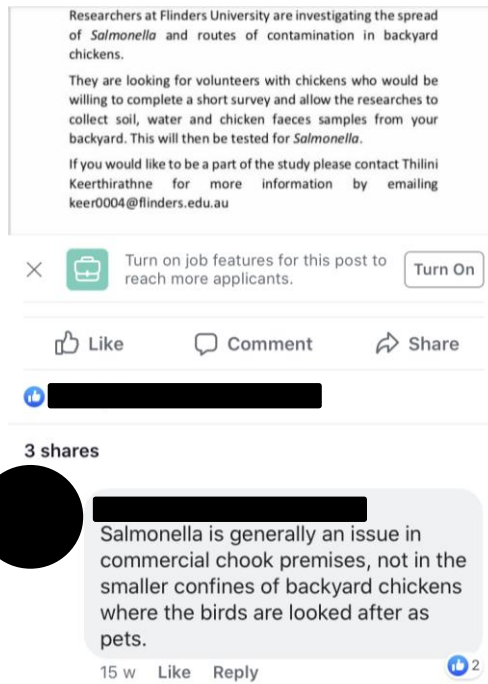 Researchers at Flinders University are investigating the spread
of Salmonella and routes of contamination in backyard
chickens.
They are looking for volunteers with chickens who would be
willing to complete a short survey and allow the researches to
collect soil, water and chicken faeces samples from your
backyard. This will then be tested for Salmonella.
If you would like to be a part of the study please contact Thilini
Keerthirathne for more information by emailing
keer0004@flinders.edu.au
Turn on job features for this post to
reach more applicants.
Turn On
Like Comment Share
3 shares
Salmonella is generally an issue in
commercial chook premises, not in the
smaller confines of backyard chickens
where the birds are looked after as
pets.
15 w Like Reply 2